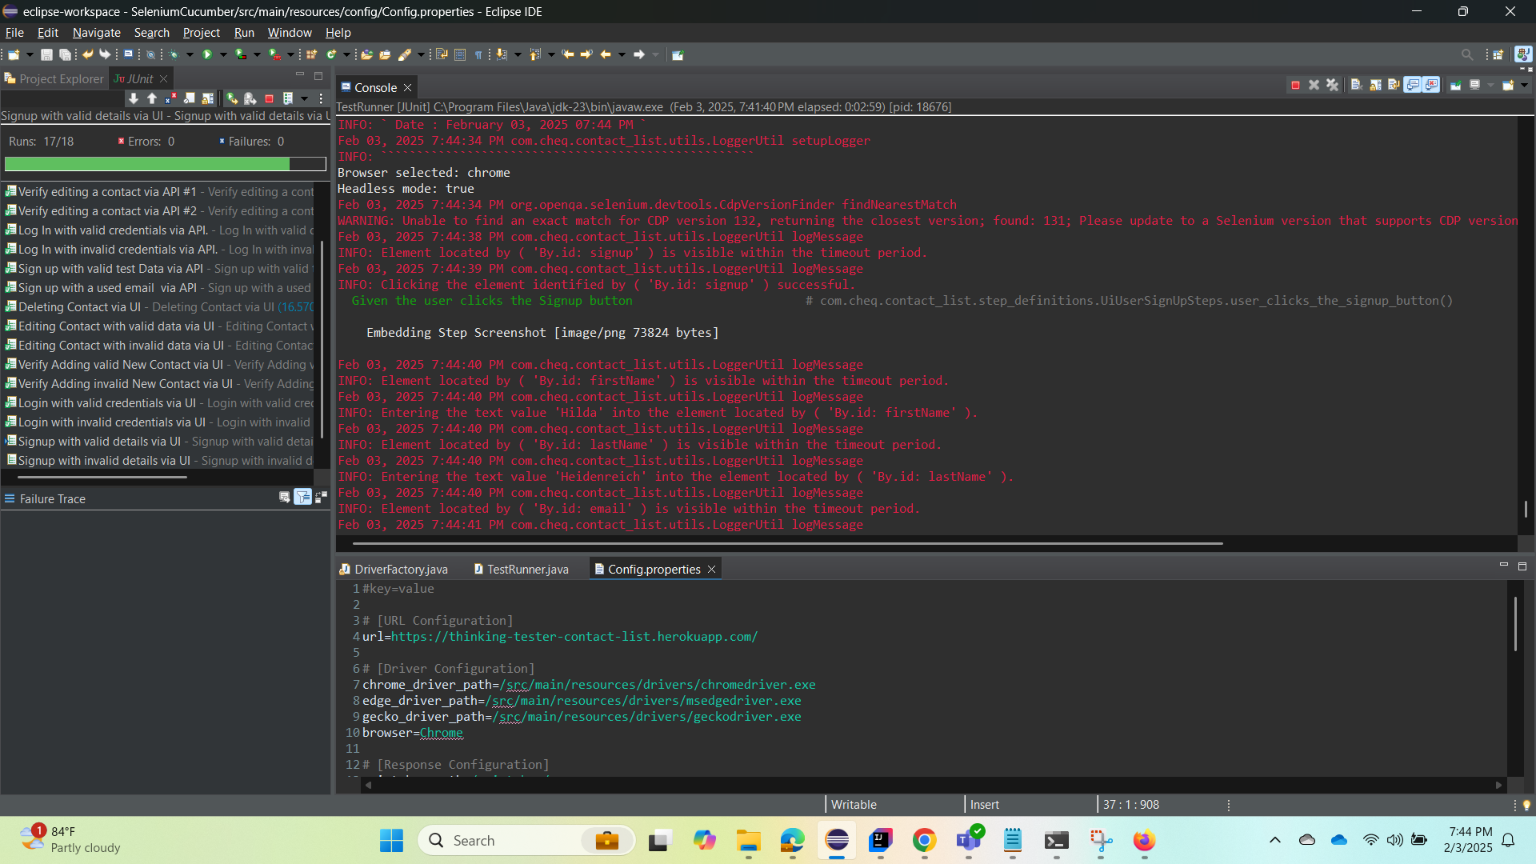 eclipse-workspace - SeleniumCucumber/src/main/resources/config/Config.properties - Eclipse IDE
File Edit Navigate Search Project Run Window Help
Project Explorer JUnit
Signup with valid details via UI - Signup with valid details via U
Runs: 17/18 Errors: 0 Failures: 0
Verify editing a contact via API #1 - Verify editing a cont
Verify editing a contact via API #2 - Verify editing a cont
Log In with valid credentials via API. - Log In with valid c
Log In with invalid credentials via API. - Log In with inva
Sign up with valid test Data via API - Sign up with valid
Sign up with a used email  via API - Sign up with a used
Deleting Contact via UI - Deleting Contact via UI (16,570
Editing Contact with valid data via UI - Editing Contact v
Editing Contact with invalid data via UI - Editing Contac
Verify Adding valid New Contact via UI - Verify Adding v
Verify Adding invalid New Contact via UI - Verify Adding
Login with valid credentials via UI - Login with valid cre
Login with invalid credentials via UI - Login with invalid
Signup with valid details via UI - Signup with valid detai
Signup with invalid details via UI - Signup with invalid d
Failure Trace
Console
TestRunner [JUnit] C:\Program Files\Java\jdk-23\bin\javaw.exe (Feb 3, 2025, 7:41:40 PM elapsed: 0:02:59) [pid: 18676]
INFO: ` Date : February 03, 2025 07:44 PM `
Feb 03, 2025 7:44:34 PM com.cheq.contact_list.utils.LoggerUtil setupLogger
INFO: ````````````````````````````````````````````````````
Browser selected: chrome
Headless mode: true
Feb 03, 2025 7:44:34 PM org.openqa.selenium.devtools.CdpVersionFinder findNearestMatch
WARNING: Unable to find an exact match for CDP version 132, returning the closest version; found: 131; Please update to a Selenium version that supports CDP version
Feb 03, 2025 7:44:38 PM com.cheq.contact_list.utils.LoggerUtil logMessage
INFO: Element located by ( 'By.id: signup' ) is visible within the timeout period.
Feb 03, 2025 7:44:39 PM com.cheq.contact_list.utils.LoggerUtil logMessage
INFO: Clicking the element identified by ( 'By.id: signup' ) successful.
Given the user clicks the Signup button # com.cheq.contact_list.step_definitions.UiUserSignUpSteps.user_clicks_the_signup_button()
Embedding Step Screenshot [image/png 73824 bytes]
Feb 03, 2025 7:44:40 PM com.cheq.contact_list.utils.LoggerUtil logMessage
INFO: Element located by ( 'By.id: firstName' ) is visible within the timeout period.
Feb 03, 2025 7:44:40 PM com.cheq.contact_list.utils.LoggerUtil logMessage
INFO: Entering the text value 'Hilda' into the element located by ( 'By.id: firstName' ).
Feb 03, 2025 7:44:40 PM com.cheq.contact_list.utils.LoggerUtil logMessage
INFO: Element located by ( 'By.id: lastName' ) is visible within the timeout period.
Feb 03, 2025 7:44:40 PM com.cheq.contact_list.utils.LoggerUtil logMessage
INFO: Entering the text value 'Heidenreich' into the element located by ( 'By.id: lastName' ).
Feb 03, 2025 7:44:40 PM com.cheq.contact_list.utils.LoggerUtil logMessage
INFO: Element located by ( 'By.id: email' ) is visible within the timeout period.
Feb 03, 2025 7:44:41 PM com.cheq.contact_list.utils.LoggerUtil logMessage
DriverFactory.java TestRunner.java Config.properties
1 #key=value
2
3 # [URL Configuration]
4 url=https://thinking-tester-contact-list.herokuapp.com/
5
6 # [Driver Configuration]
7 chrome_driver_path=/src/main/resources/drivers/chromedriver.exe
8 edge_driver_path=/src/main/resources/drivers/msedgedriver.exe
9 gecko_driver_path=/src/main/resources/drivers/geckodriver.exe
10 browser=Chrome
11
12 # [Response Configuration]
Writable Insert 37 : 1 : 908
1 84°F
Partly cloudy
Search
7:44 PM
2/3/2025